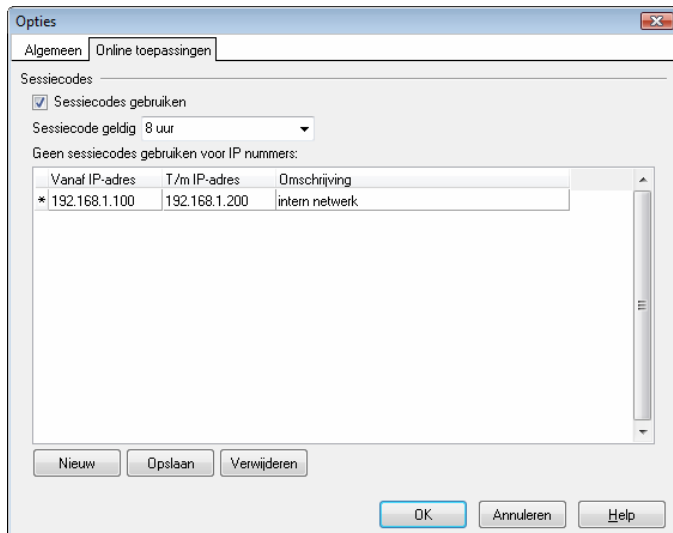 Opties
Algemeen Online toepassingen
Sessiecodes
Sessiecodes gebruiken
Sessiecode geldig 8 uur
Geen sessiecodes gebruiken voor IP nummers:
Vanaf IP-adres T/m IP-adres Omschrijving
* 192.168.1.100 192.168.1.200 intern netwerk
Nieuw Opslaan Verwijderen
OK Annuleren Help